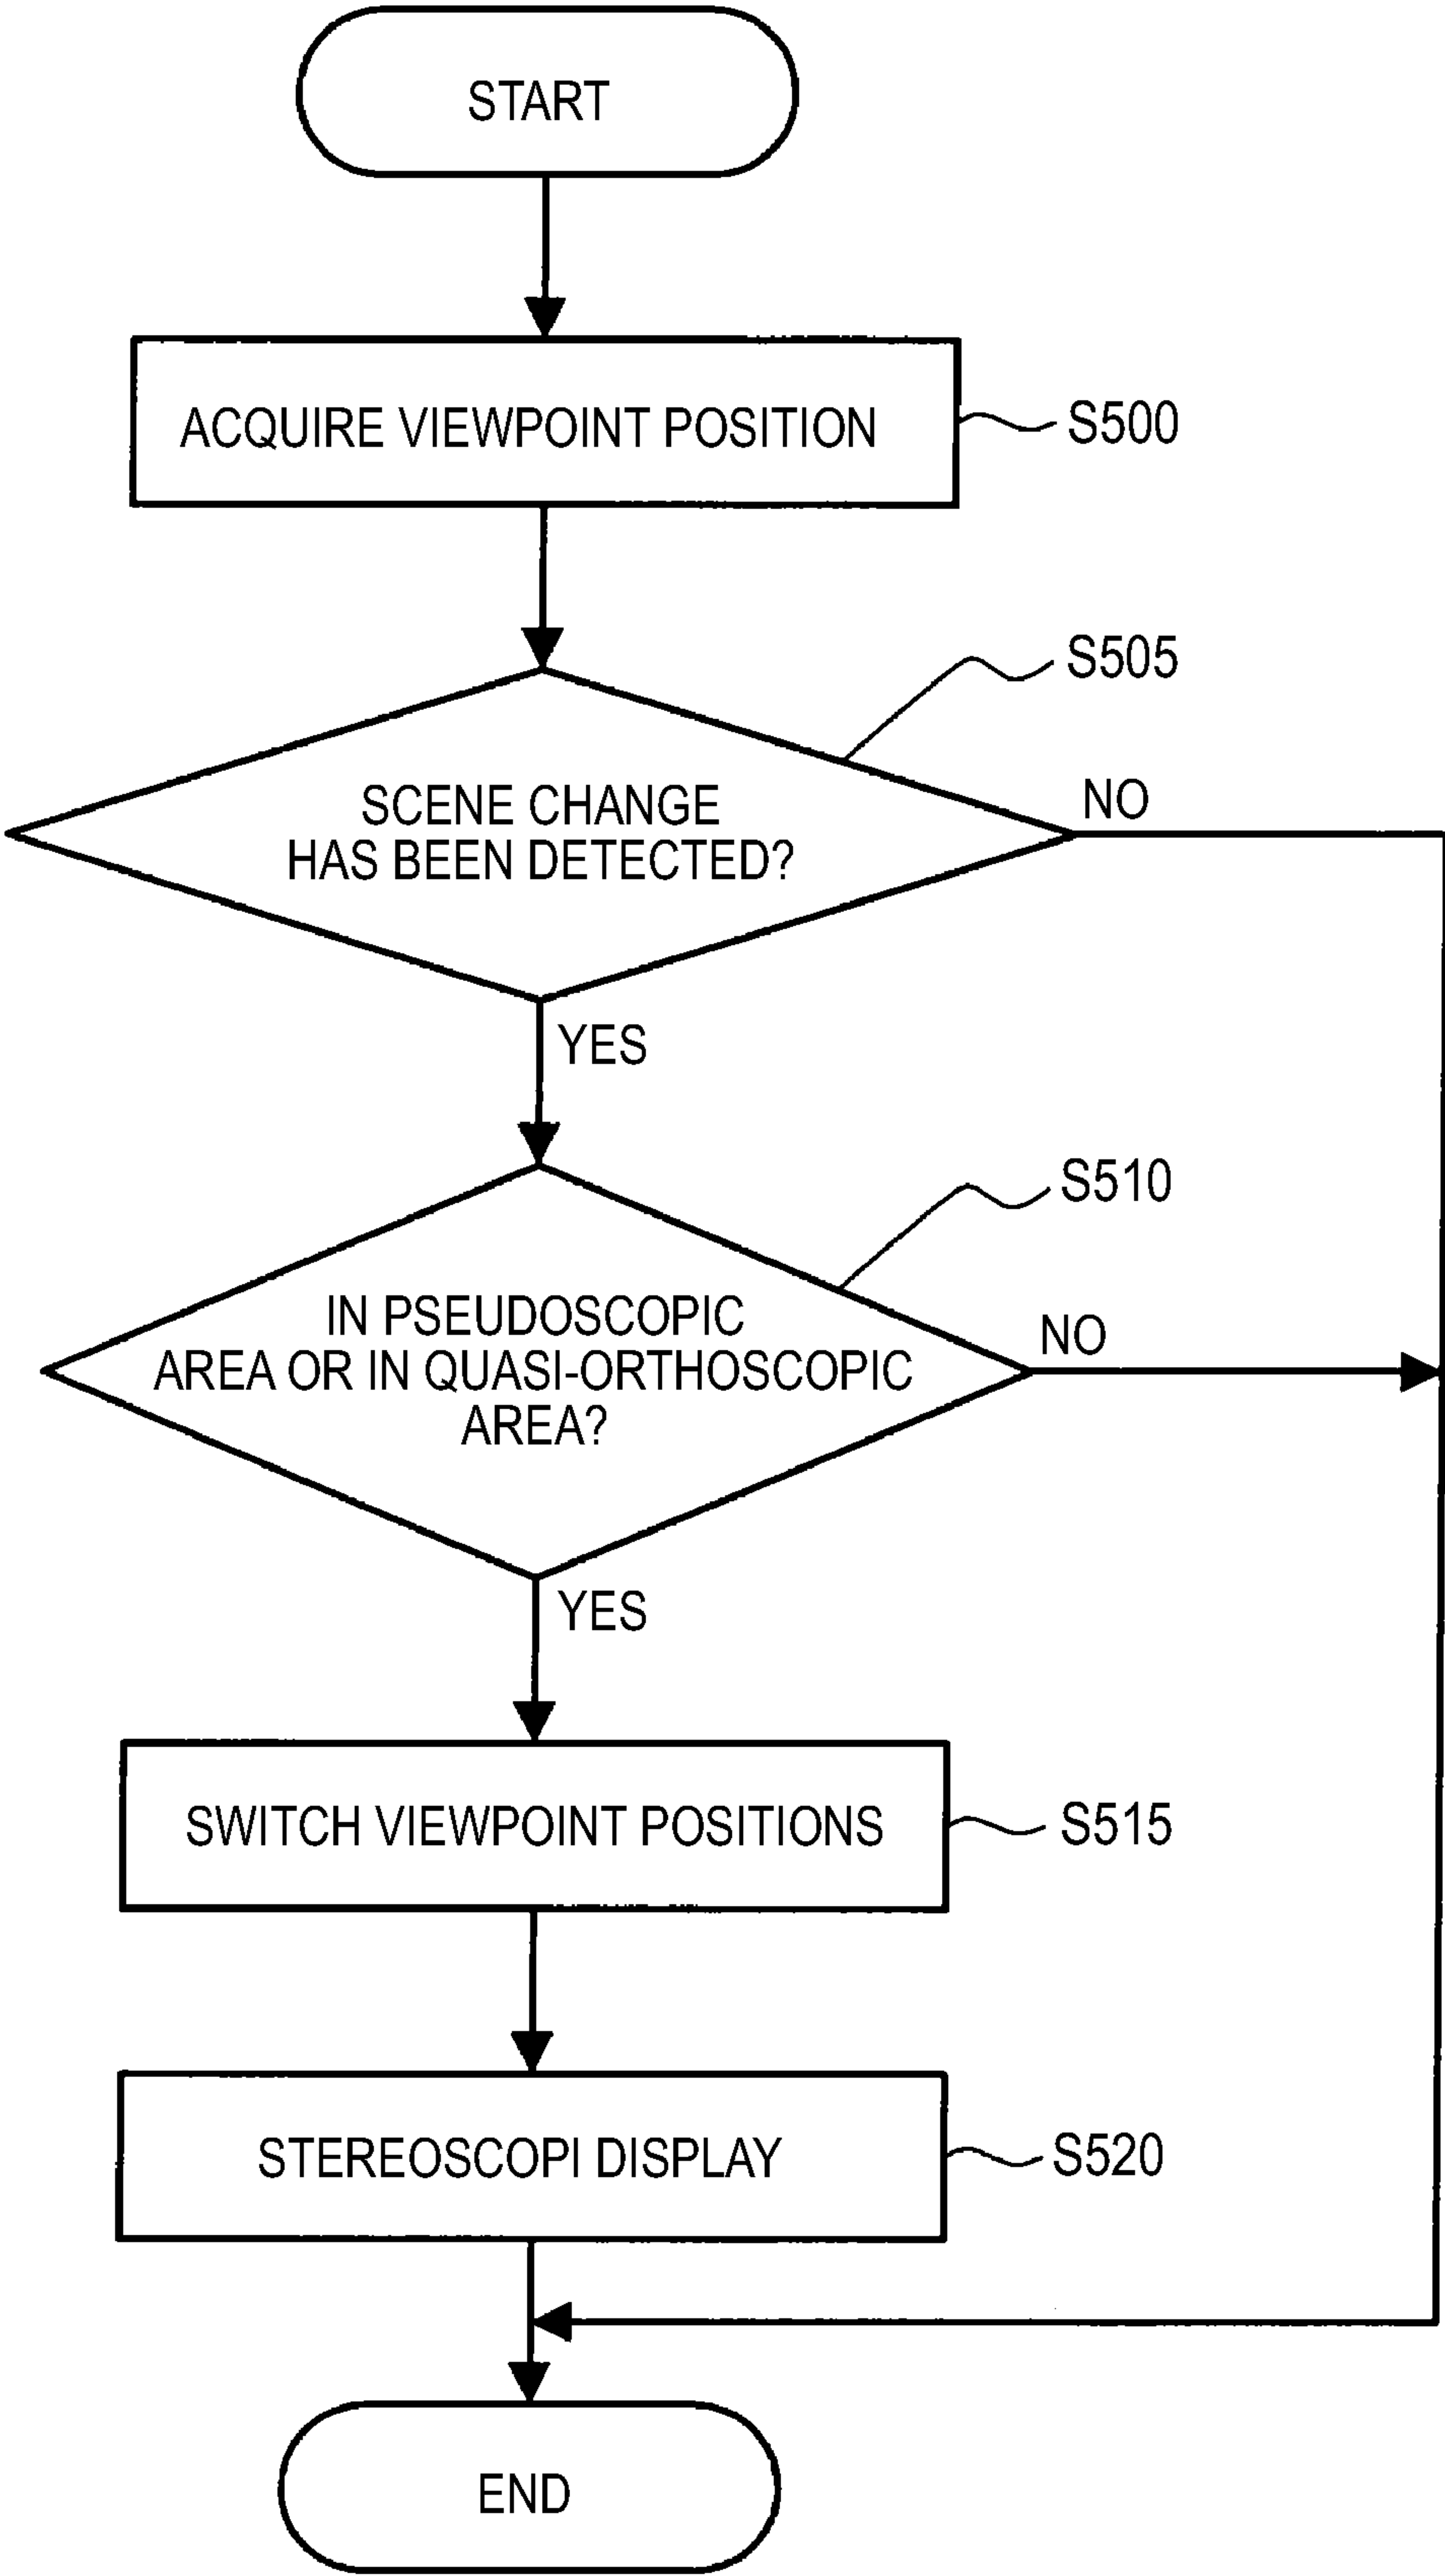 START
ACQUIRE VIEWPOINT POSITION
S500
S505
SCENE CHANGE
HAS BEEN DETECTED?
NO
YES
S510
IN PSEUDOSCOPIC
AREA OR IN QUASI-ORTHOSCOPIC
AREA?
NO
YES
SWITCH VIEWPOINT POSITIONS
S515
STEREOSCOPI DISPLAY
S520
END